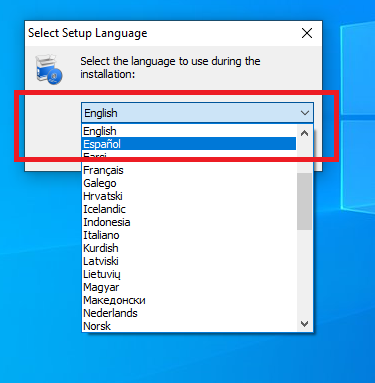 Select Setup Language
Select the language to use during the
installation:
English
English
Español
Farsi
Français
Galego
Hrvatski
Icelandic
Indonesia
Italiano
Kurdish
Latviski
Lietuvių
Magyar
Македонски
Nederlands
Norsk